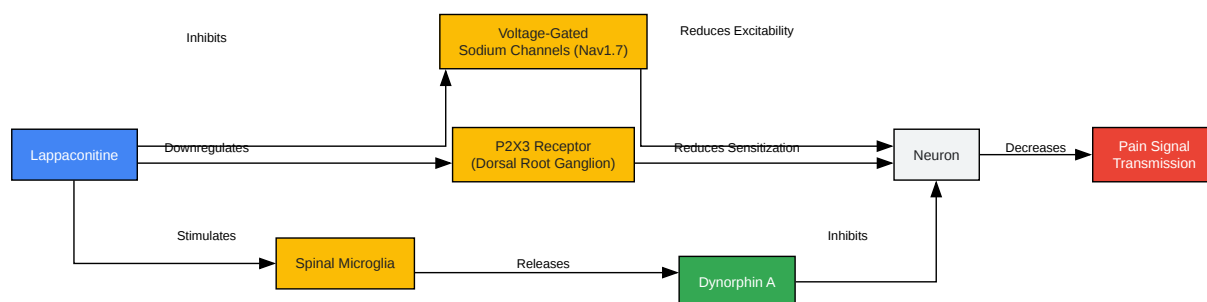 Inhibits
Voltage-Gated
Sodium Channels (Nav1.7)
Reduces Excitability
Lappaconitine
Downregulates
P2X3 Receptor
(Dorsal Root Ganglion)
Reduces Sensitization
Neuron
Decreases
Pain Signal
Transmission
Stimulates
Spinal Microglia
Releases
Dynorphin A
Inhibits